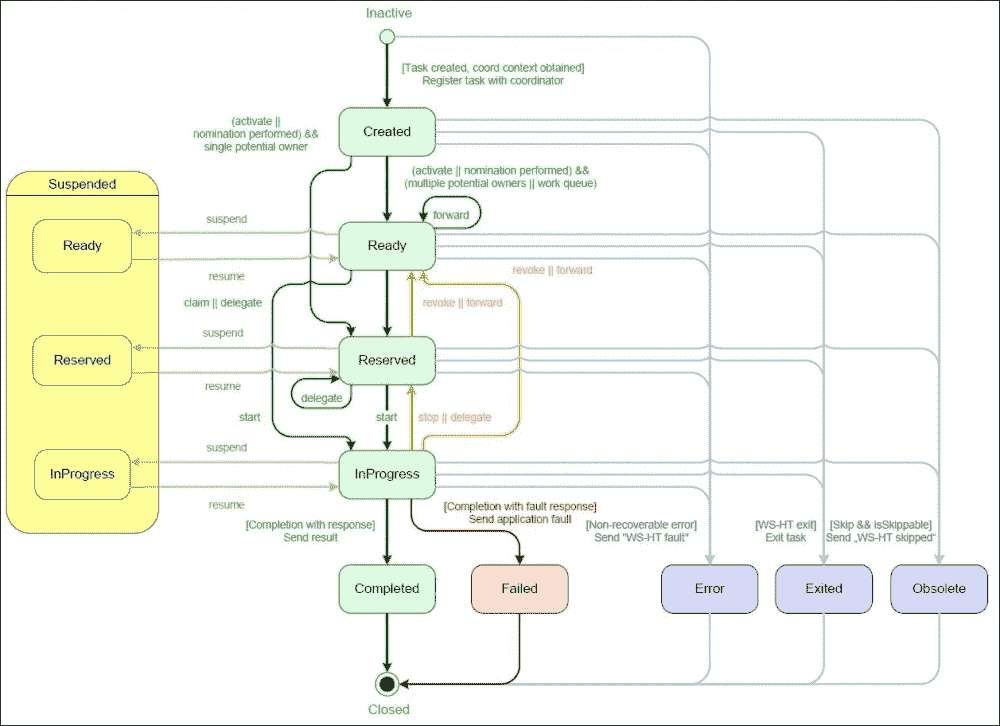 Inactive
[Task created, coord context obtained]
Register task with coordinator
(activate ||
nomination performed) &&
single potential owner
Created
(activate || nomination performed) &&
(multiple potential owners || work queue)
Suspended
forward
suspend
Ready
Ready
resume
revoke || forward
claim || delegate
revoke || forward
suspend
Reserved
Reserved
resume
delegate
start
start
stop || delegate
suspend
InProgress
InProgress
resume
[Completion with response]
Send result
[Completion with fault response]
Send application fault
[Non-recoverable error]
Send "WS-HT fault"
[WS-HT exit]
Exit task
[Skip && isSkippable]
Send „WS-HT skipped“
Completed
Failed
Error
Exited
Obsolete
Closed